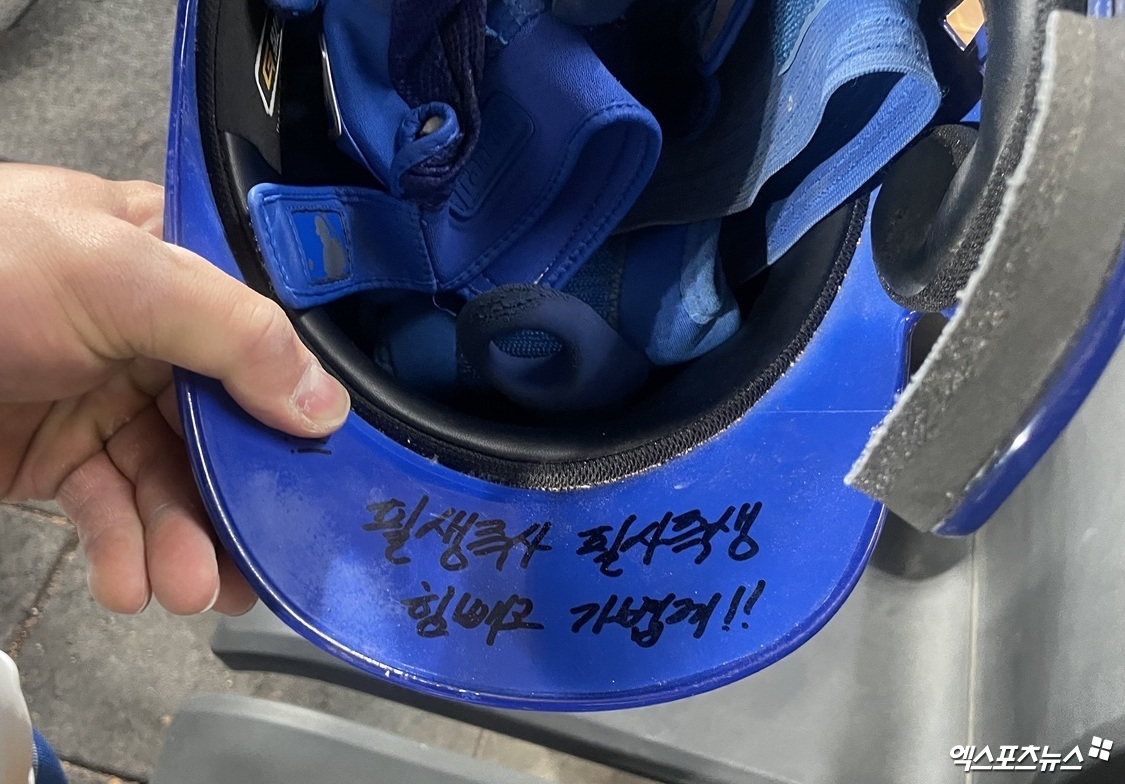 필생즉사 필사즉생
힘빼고 가볍게!!
엑스포츠뉴스